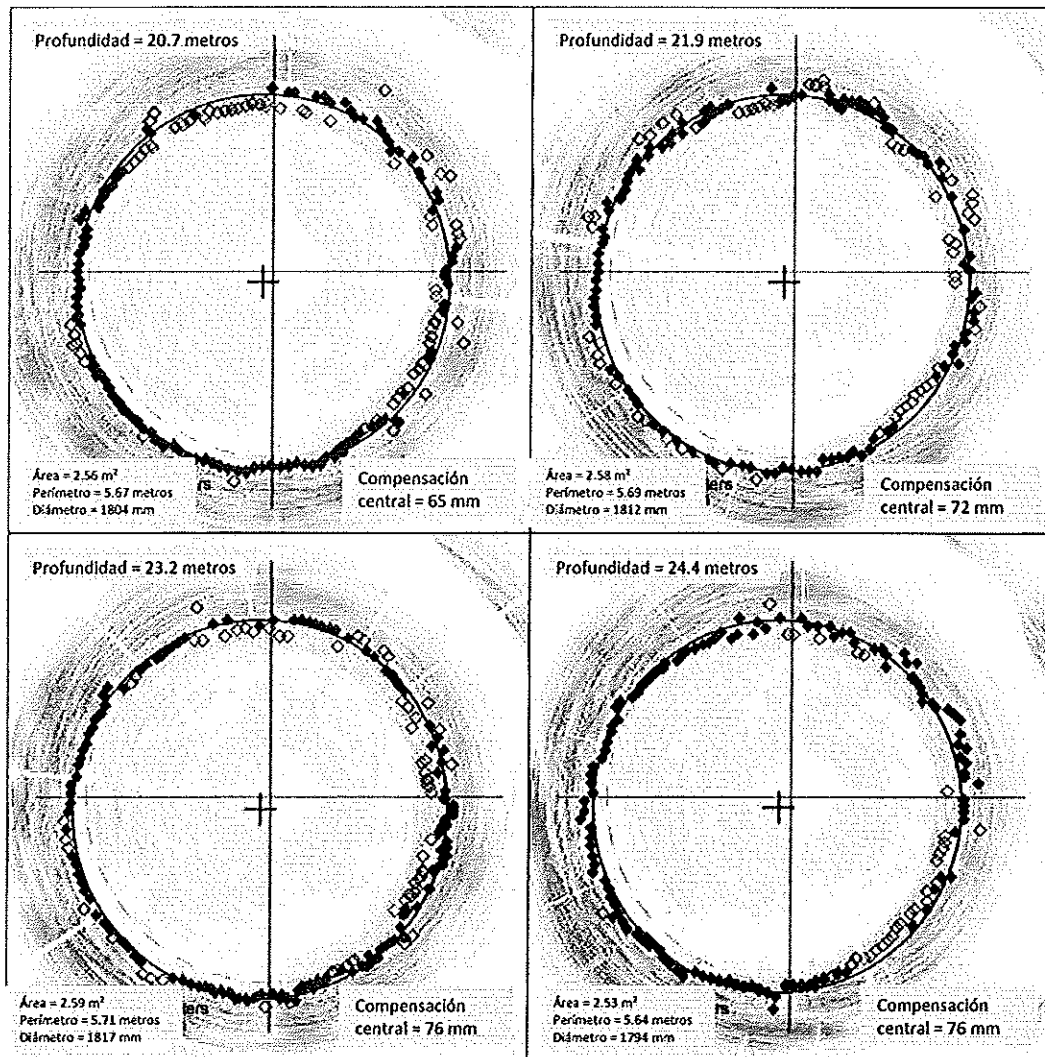 Profundidad = 20.7 metros
Área = 2.56 m²
Perímetro = 5.67 metros
rs
Diámetro = 1804 mm
Compensación
central = 65 mm
Profundidad = 21.9 metros
Área = 2.58 m²
Perímetro = 5.69 metros
iers
Diámetro = 1812 mm
Compensación
central = 72 mm
Profundidad = 23.2 metros
Área = 2.59 m²
Perímetro = 5.71 metros
ters
Diámetro = 1817 mm
Compensación
central = 76 mm
Profundidad = 24.4 metros
Área = 2.53 m²
Perímetro = 5.64 metros
rs
Diámetro = 1794 mm
Compensación
central = 76 mm